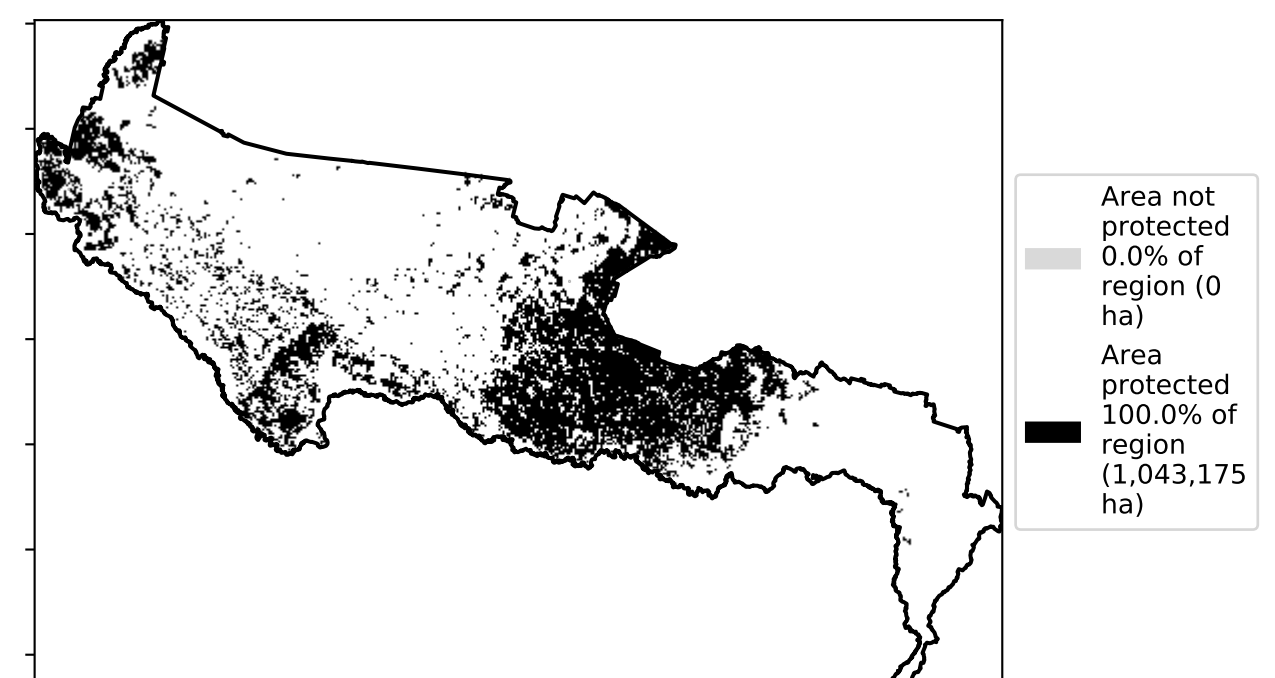 Area not
protected
0.0% of
region (0
ha)
Area
protected
100.0% of
region
(1,043,175
ha)